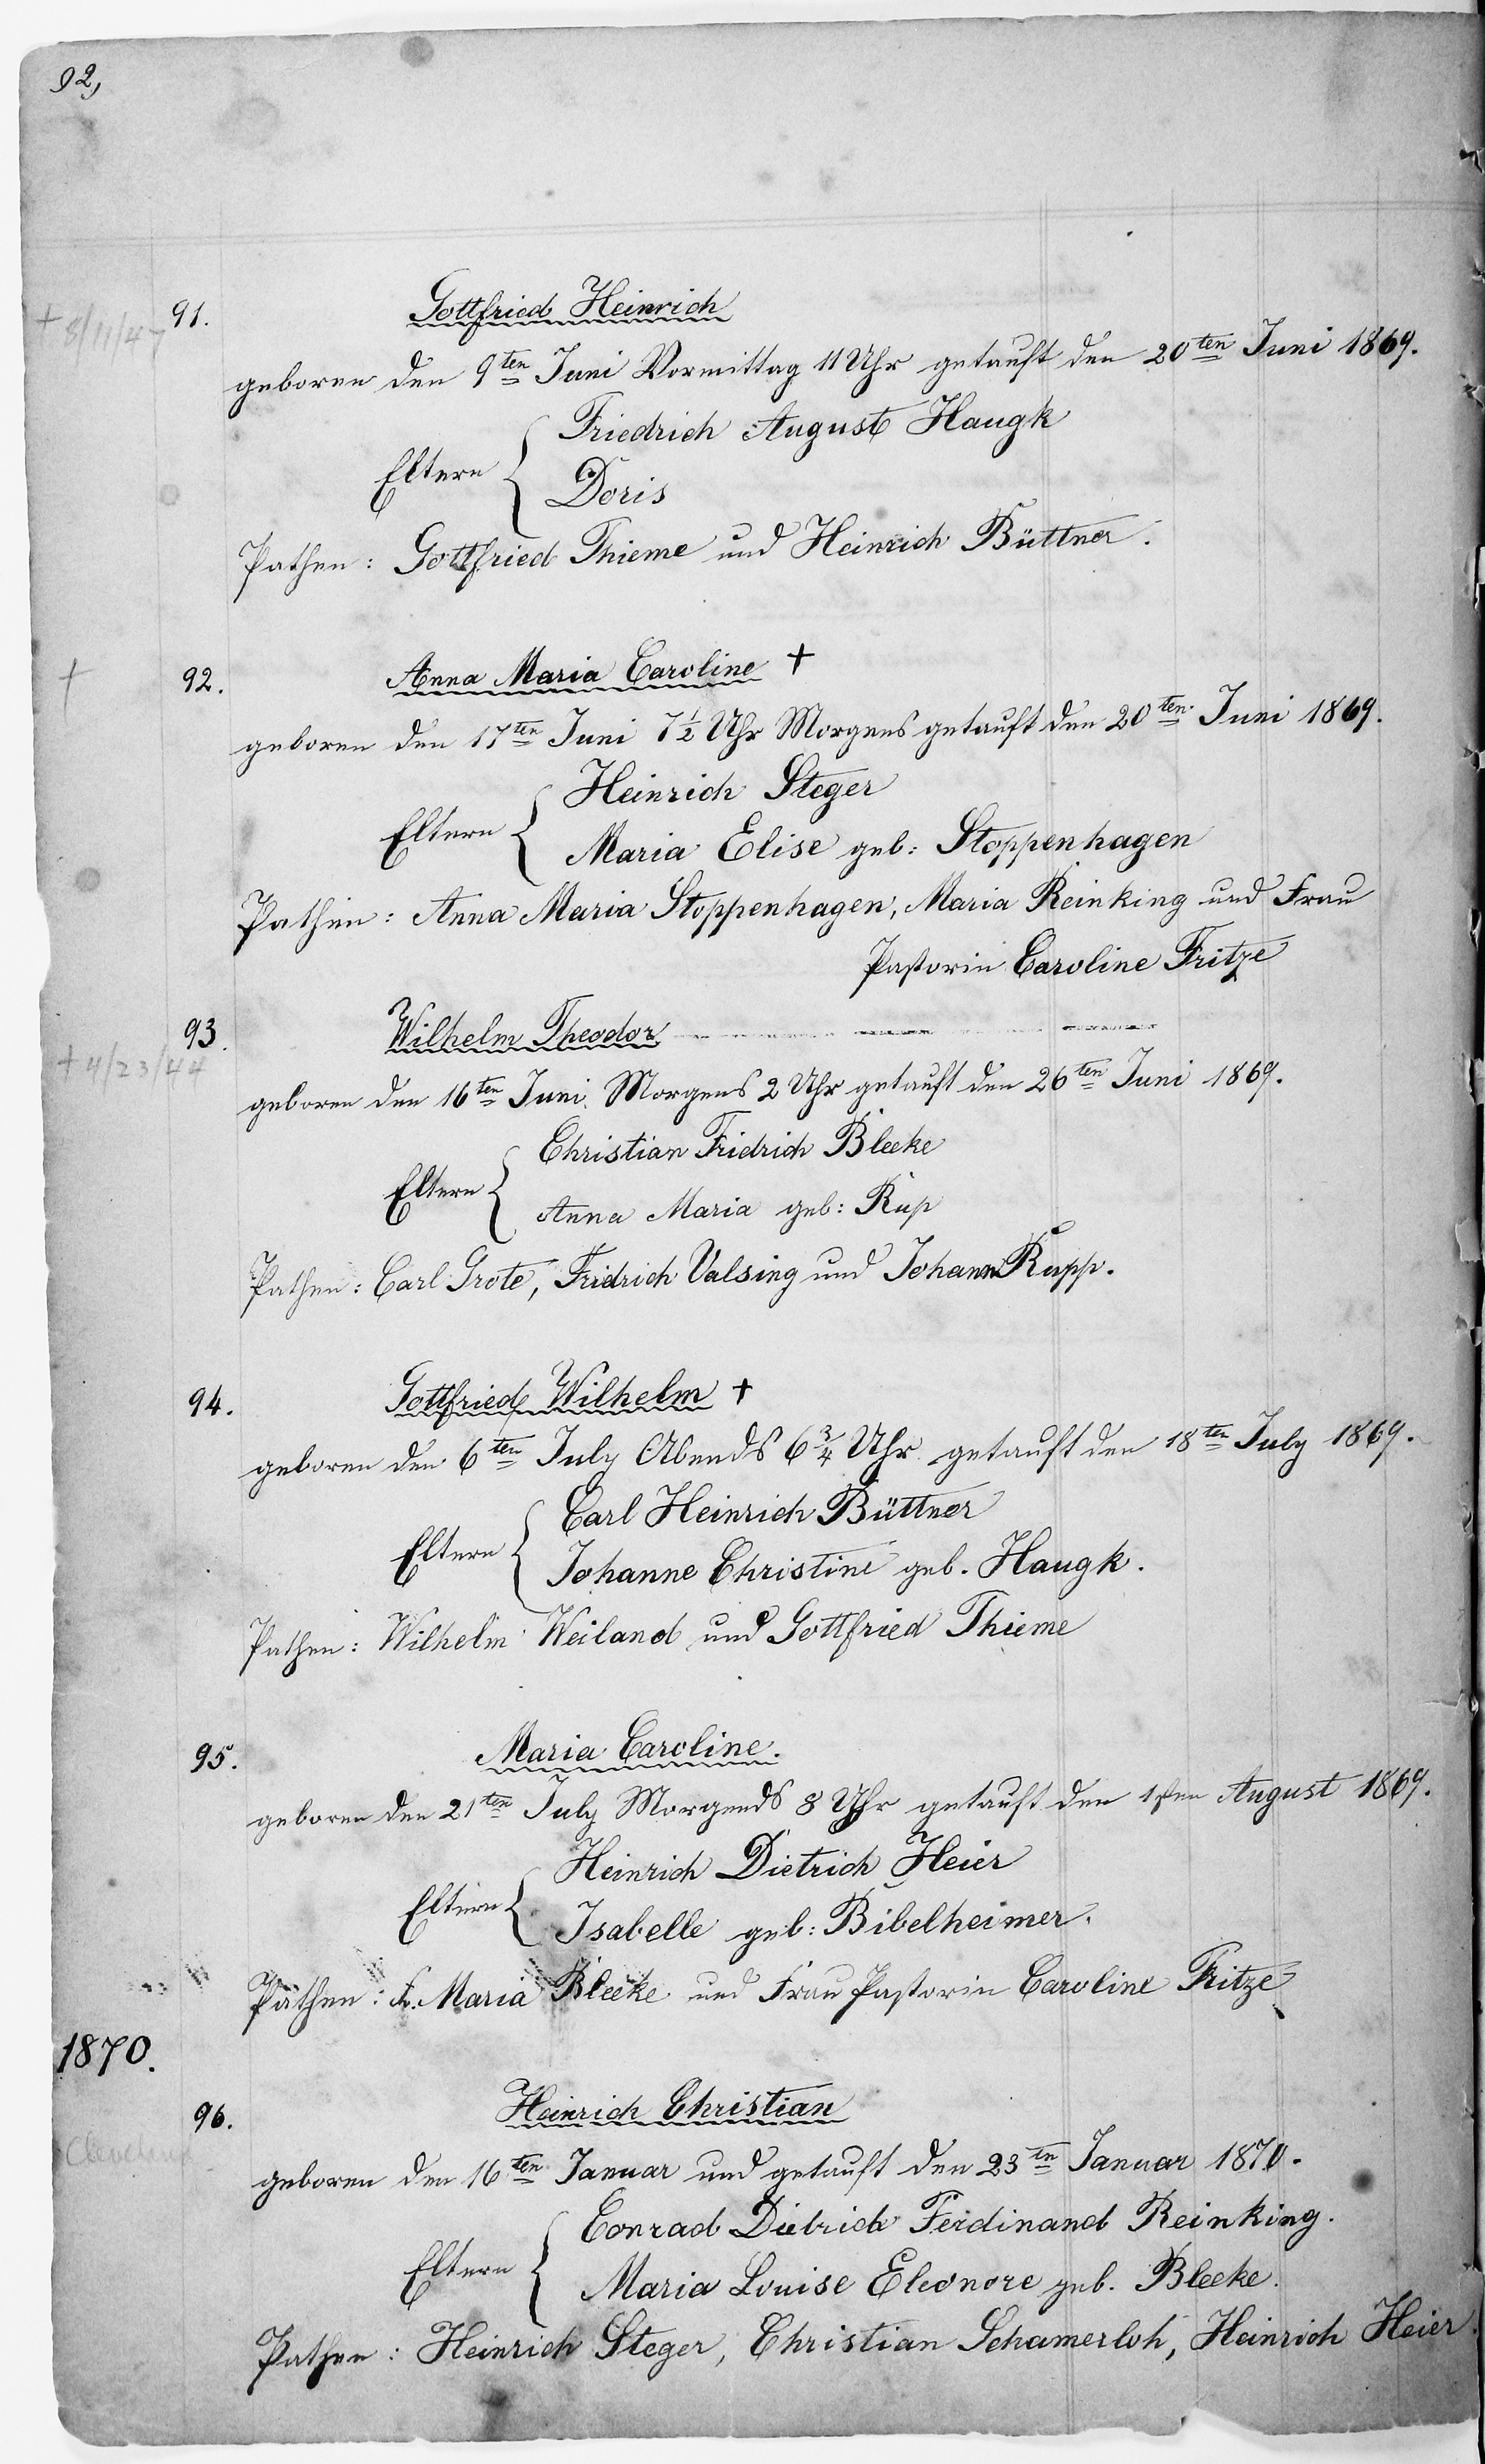 92,
+ 8/11/47
91. Gottfried Heinrich
geboren den 9ten Juni Vormittag 11 Uhr getauft den 20ten Juni 1869.
Eltern { Friedrich August Haugk
Doris
Pathen: Gottfried Thieme und Heinrich Büttner.
+ 92. Anna Maria Caroline +
geboren den 17ten Juni 7 1/2 Uhr Morgens getauft den 20ten Juni 1869.
Eltern { Heinrich Steger
Maria Elise geb: Stoppenhagen
Pathen: Anna Maria Stoppenhagen, Maria Reinking und Frau
Pastorin Caroline Fritze
93. Wilhelm Theodor
+ 4/23/44
geboren den 16ten Juni Morgens 2 Uhr getauft den 26ten Juni 1869.
Eltern { Christian Fridrich Bleeke
Anna Maria geb: Rup
Pathen: Carl Grote, Fridrich Valsing und Johann Rupp.
94. Gottfried Wilhelm +
geboren den 6ten July Abends 6 3/4 Uhr getauft den 18ten July 1869.
Eltern { Carl Heinrich Büttner
Johanne Christine geb. Haugk.
Pathen: Wilhelm Weiland und Gottfried Thieme
95. Maria Caroline.
geboren den 21ten July Morgends 8 Uhr getauft den 1sten August 1869.
Eltern { Heinrich Dietrich Heier
Isabelle geb: Bibelheimer.
Pathen: Fr. Maria Bleeke und Frau Pastorin Caroline Fritze
1870.
96. Heinrich Christian
geboren den 16ten Januar und getauft den 23ten Januar 1870.
Eltern { Conrad Dietrich Ferdinand Reinking.
Maria Louise Eleonore geb. Bleeke.
Pathen: Heinrich Steger, Christian Schamerloh, Heinrich Heier.